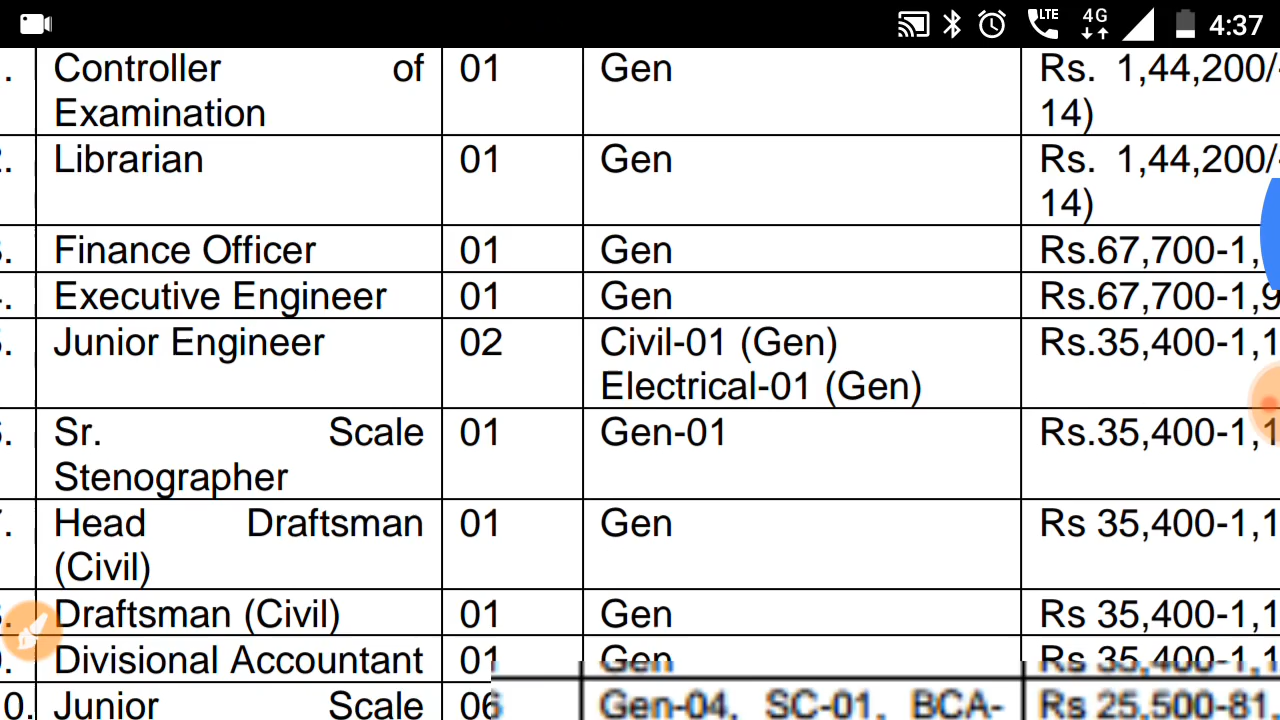 LTE 4G 4:37
. Controller of 01 Gen Rs. 1,44,200/-
Examination 14)
. Librarian 01 Gen Rs. 1,44,200/-
14)
. Finance Officer 01 Gen Rs.67,700-1,
. Executive Engineer 01 Gen Rs.67,700-1,9
. Junior Engineer 02 Civil-01 (Gen) Rs.35,400-1,1
Electrical-01 (Gen)
. Sr. Scale 01 Gen-01 Rs.35,400-1,1
Stenographer
. Head Draftsman 01 Gen Rs 35,400-1,1
(Civil)
. Draftsman (Civil) 01 Gen Rs 35,400-1,1
. Divisional Accountant 01 Gen Rs 35,400-1,1
0. Junior Scale 06 Gen-04, SC-01, BCA- Rs 25,500-81,